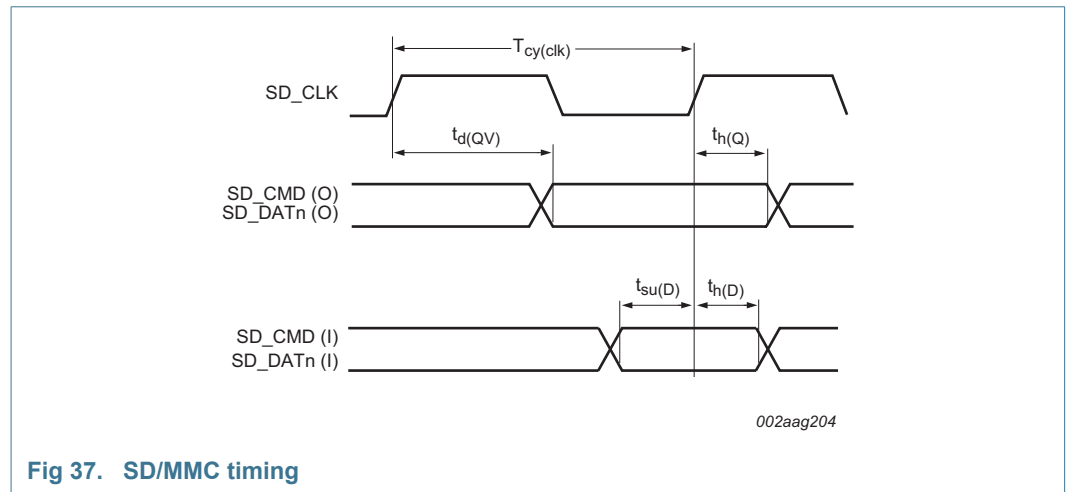 Tcy(clk)
SD_CLK
td(QV)
th(Q)
SD_CMD (O)
SD_DATn (O)
tsu(D)
th(D)
SD_CMD (I)
SD_DATn (I)
002aag204
Fig 37. SD/MMC timing